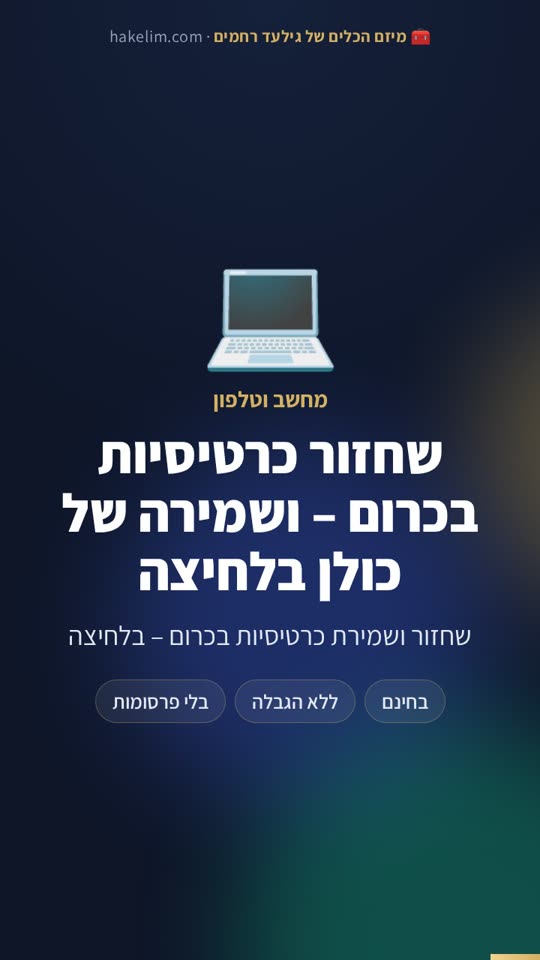 🧰 מיזם הכלים של גילעד רחמים · hakelim.com
מחשב וטלפון
שחזור כרטיסיות
בכרום – ושמירה של
כולן בלחיצה
שחזור ושמירת כרטיסיות בכרום – בלחיצה
בחינם
ללא הגבלה
בלי פרסומות